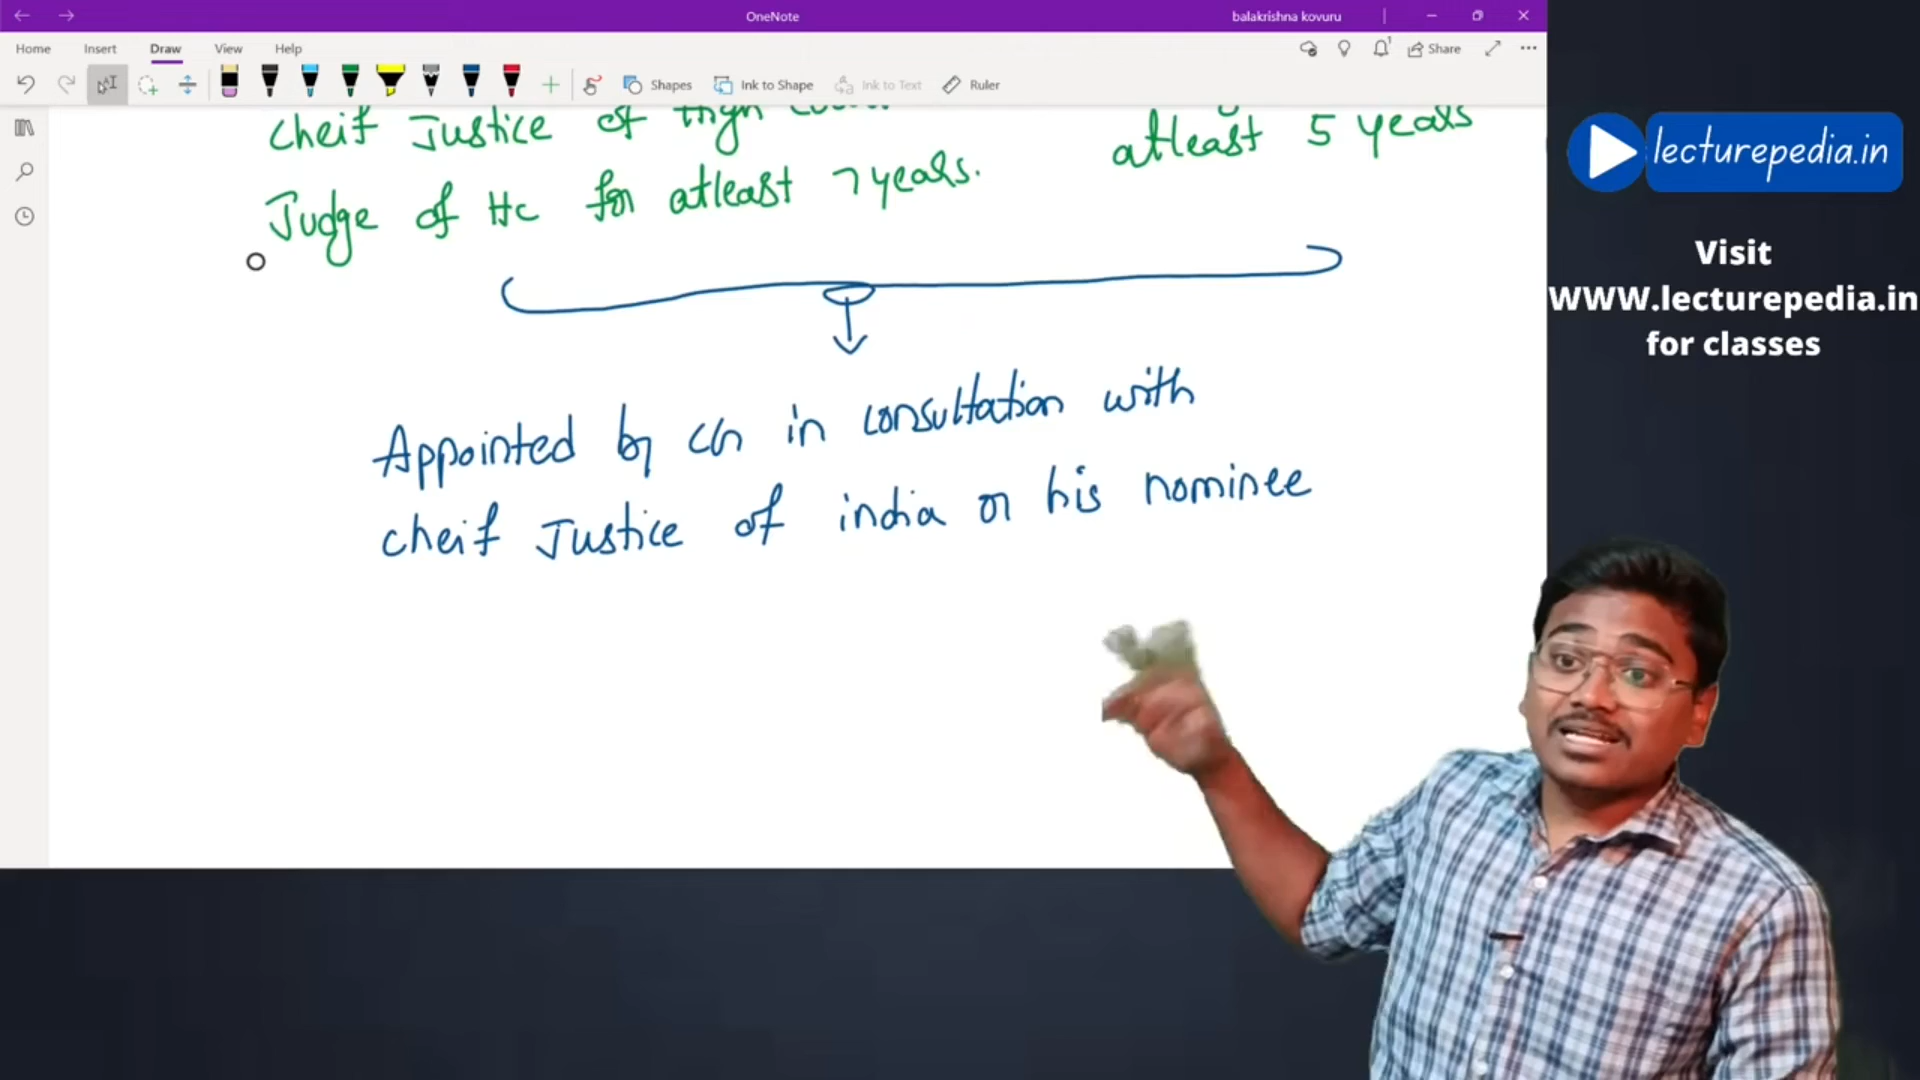 OneNote
balakrishna kovuru
Home Insert Draw View Help
Share
Shapes Ink to Shape Ink to Text Ruler
cheif Justice of High
atleast 5 years
Judge of Hc for atleast 7 years.
Appointed by CG in consultation with
cheif Justice of india or his nominee
lecturepedia.in
Visit
WWW.lecturepedia.in
for classes